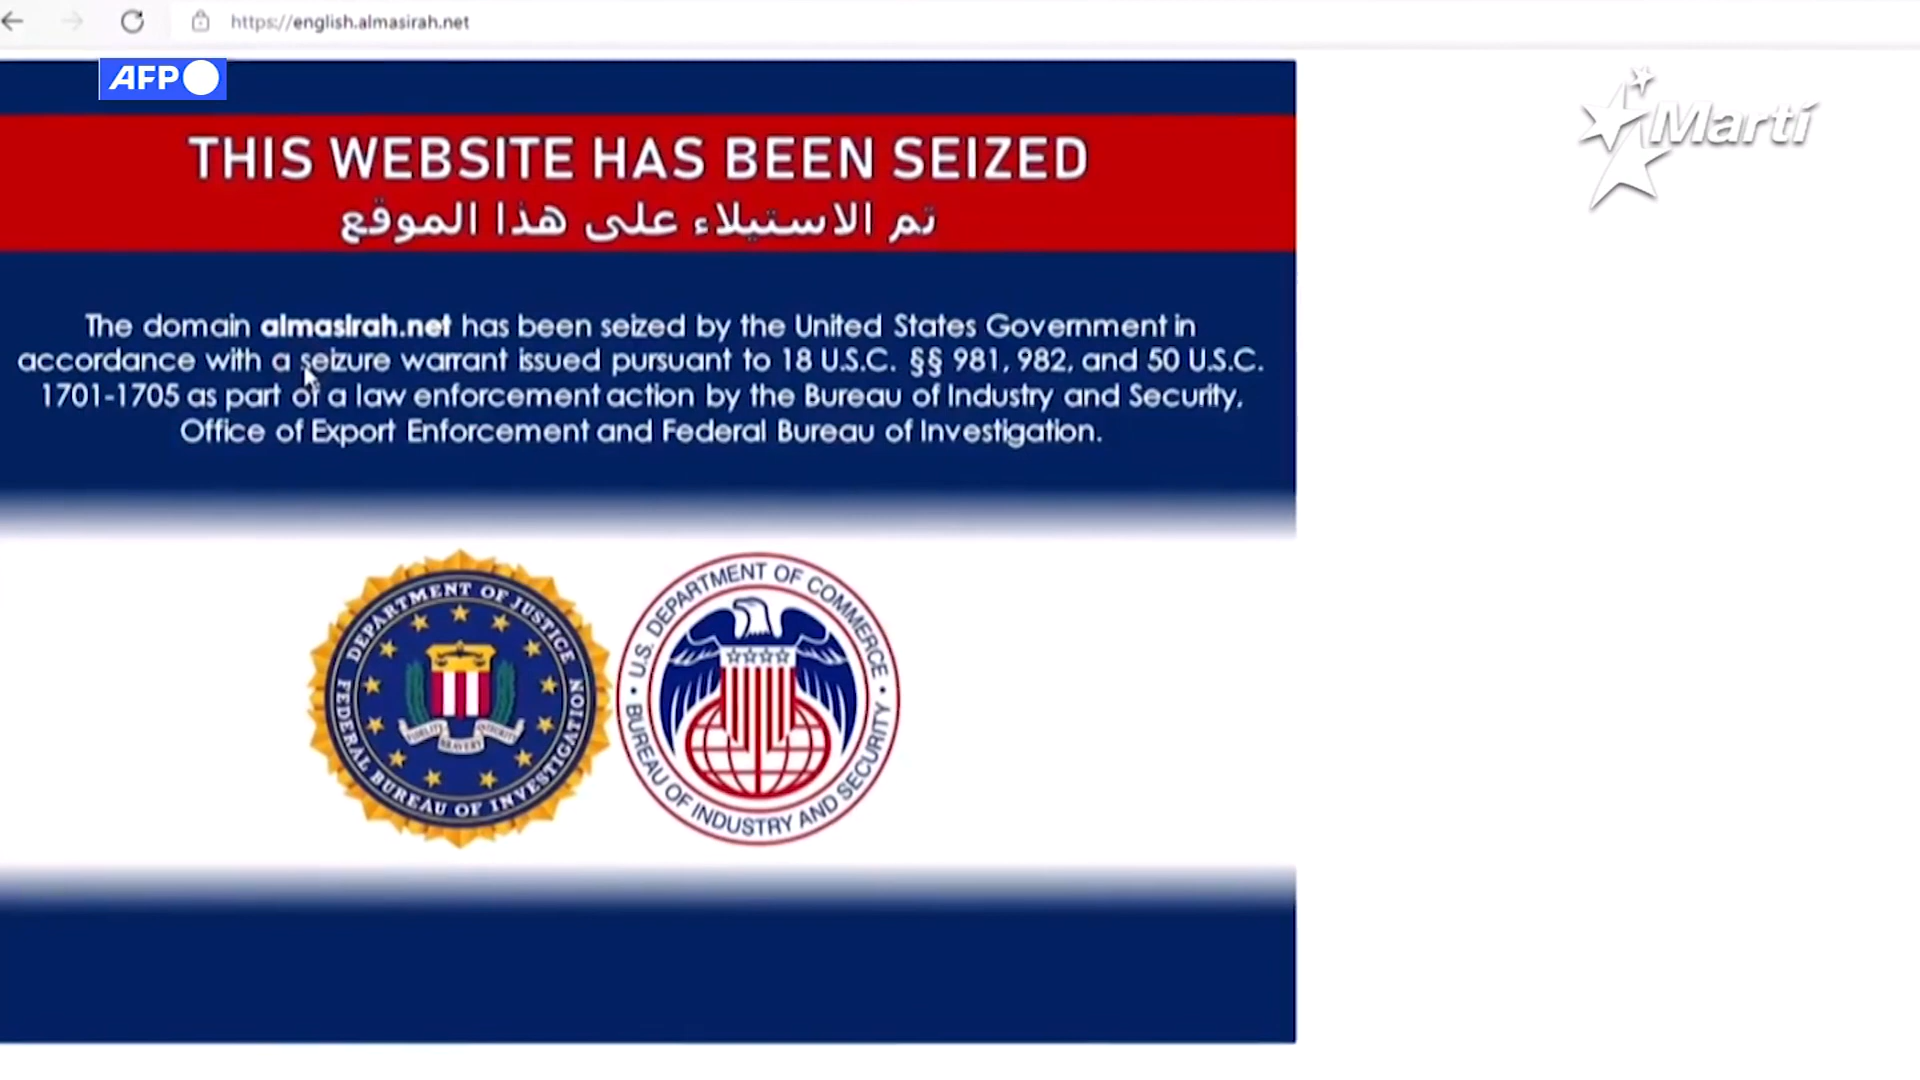 https://english.almasirah.net
AFP
Martí
THIS WEBSITE HAS BEEN SEIZED
تم الاستيلاء على هذا الموقع
The domain almasirah.net has been seized by the United States Government in
accordance with a seizure warrant issued pursuant to 18 U.S.C. §§ 981, 982, and 50 U.S.C.
1701-1705 as part of a law enforcement action by the Bureau of Industry and Security,
Office of Export Enforcement and Federal Bureau of Investigation.
DEPARTMENT OF JUSTICE
FEDERAL BUREAU OF INVESTIGATION
FIDELITY BRAVERY INTEGRITY
U.S. DEPARTMENT OF COMMERCE
BUREAU OF INDUSTRY AND SECURITY